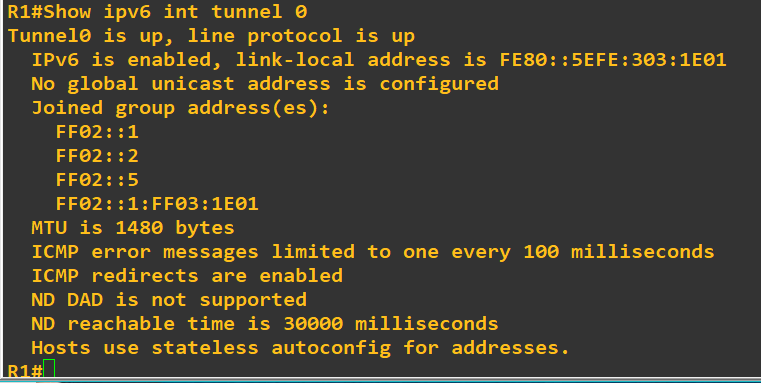 R1#Show ipv6 int tunnel 0
Tunnel0 is up, line protocol is up
  IPv6 is enabled, link-local address is FE80::5EFE:303:1E01
  No global unicast address is configured
  Joined group address(es):
    FF02::1
    FF02::2
    FF02::5
    FF02::1:FF03:1E01
  MTU is 1480 bytes
  ICMP error messages limited to one every 100 milliseconds
  ICMP redirects are enabled
  ND DAD is not supported
  ND reachable time is 30000 milliseconds
  Hosts use stateless autoconfig for addresses.
R1#